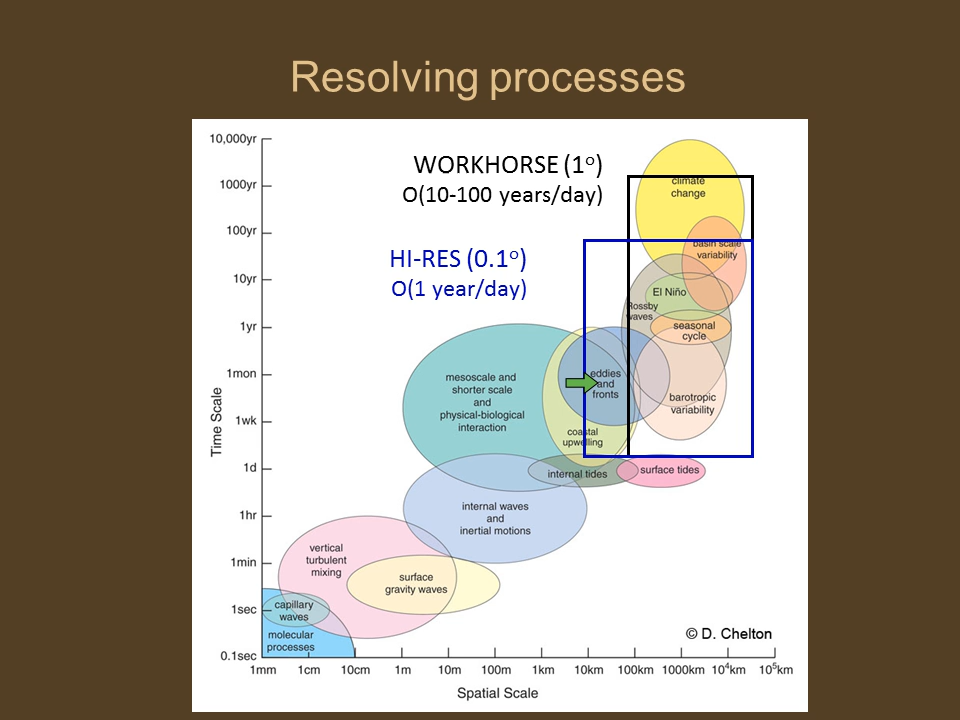 Resolving processes
WORKHORSE (1º)
O(10-100 years/day)
HI-RES (0.1º)
O(1 year/day)
Time Scale
10,000yr
1000yr
100yr
10yr
1yr
1mon
1wk
1d
1hr
1min
1sec
0.1sec
climate
change
basin scale
variability
El Niño
Rossby
waves
seasonal
cycle
eddies
and
fronts
barotropic
variability
mesoscale and
shorter scale
and
physical-biological
interaction
coastal
upwelling
internal tides
surface tides
internal waves
and
inertial motions
vertical
turbulent
mixing
surface
gravity waves
capillary
waves
molecular
processes
© D. Chelton
1mm
1cm
10cm
1m
10m
100m
1km
10km
100km
1000km
10⁴km
10⁵km
Spatial Scale